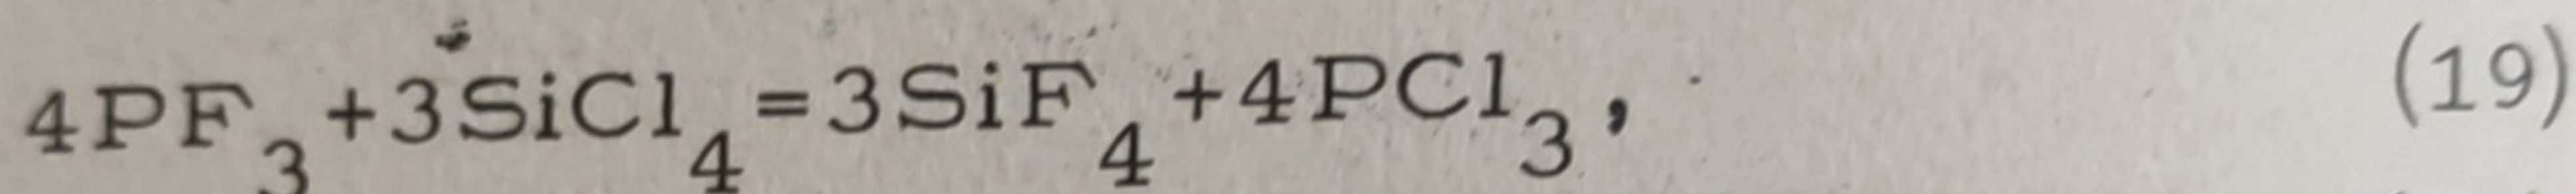 4PF₃+3SiCl₄=3SiF₄+4PCl₃, (19)